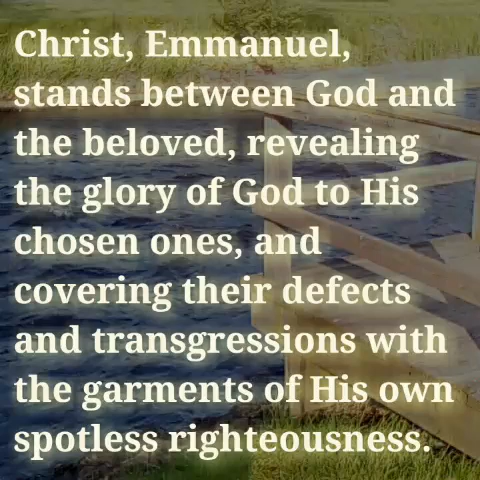 Christ, Emmanuel,
stands between God and
the beloved, revealing
the glory of God to His
chosen ones, and
covering their defects
and transgressions with
the garments of His own
spotless righteousness.